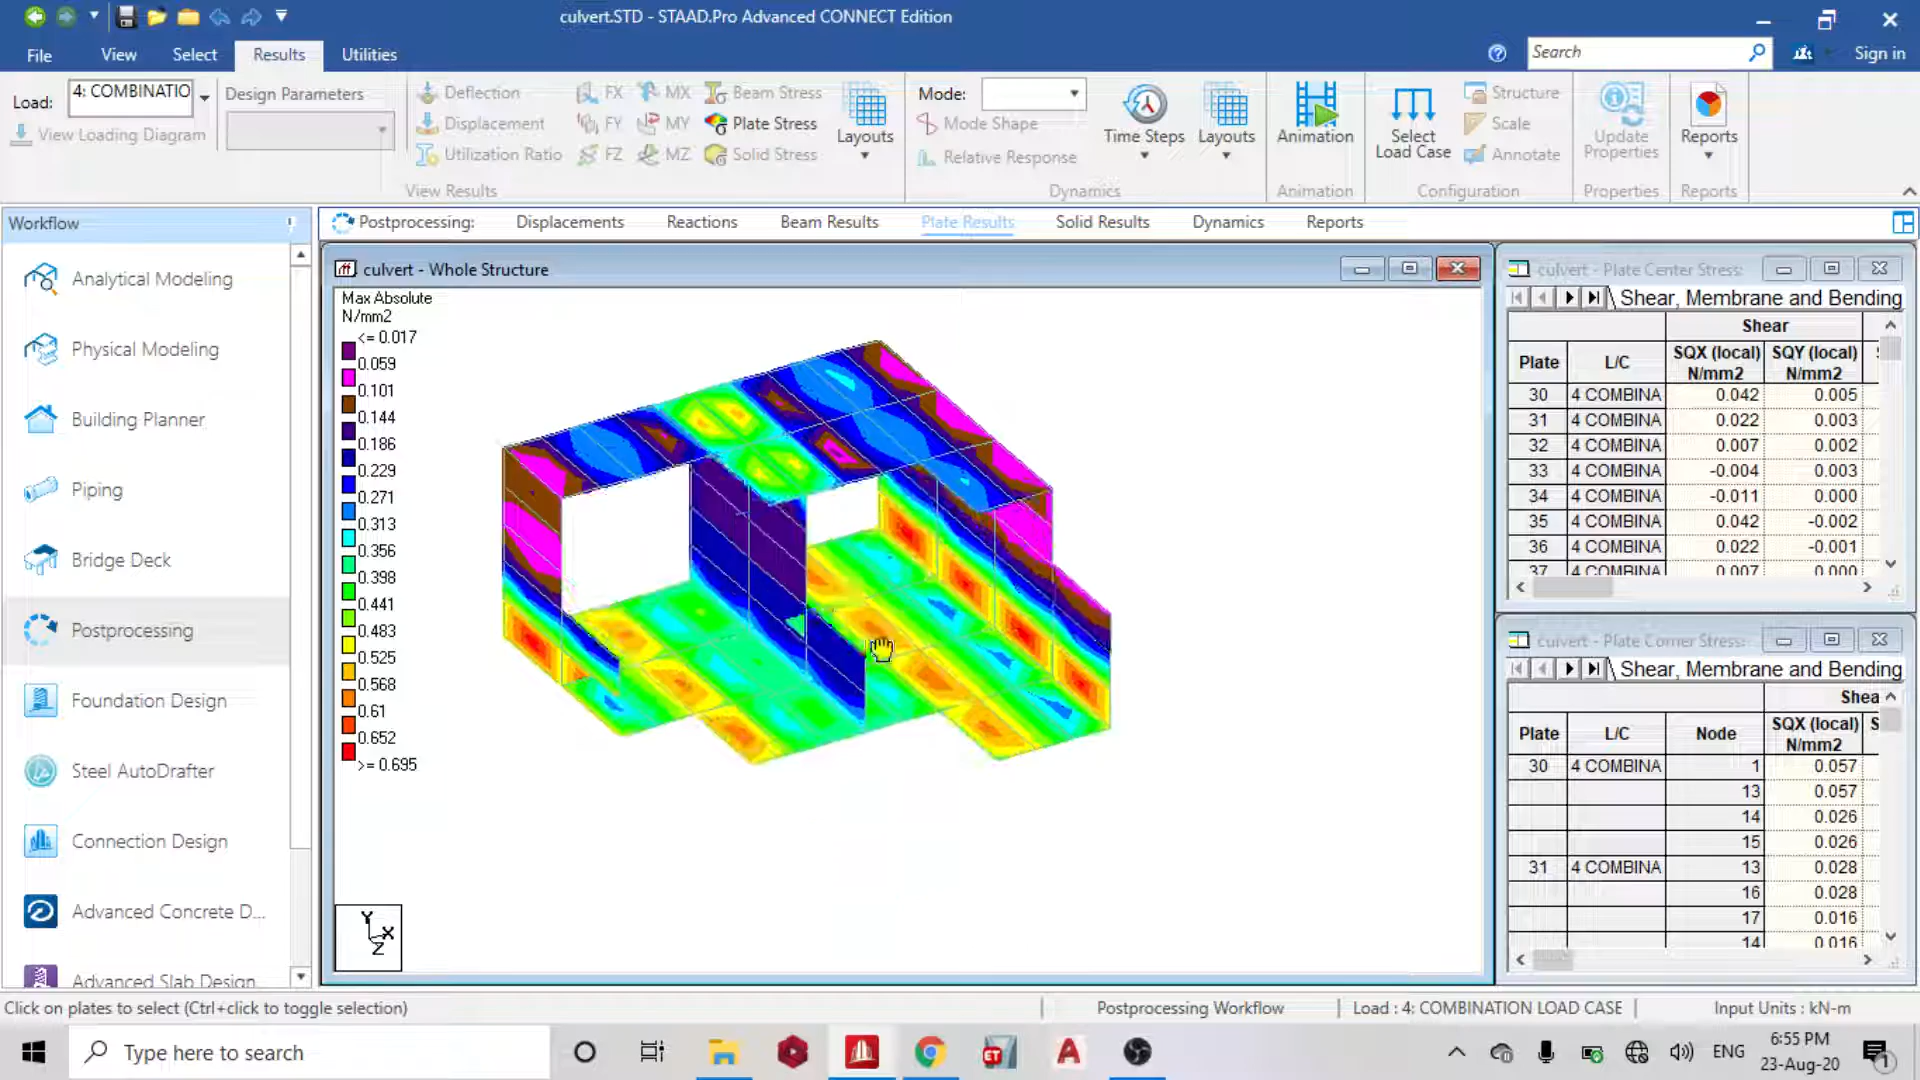 culvert.STD - STAAD.Pro Advanced CONNECT Edition
File
View
Select
Results
Utilities
Search
Sign in
Load:
4: COMBINATIO
Design Parameters
View Loading Diagram
Deflection
Displacement
Utilization Ratio
FX
FY
FZ
MX
MY
MZ
Beam Stress
Plate Stress
Solid Stress
Layouts
View Results
Mode:
Mode Shape
Relative Response
Time Steps
Layouts
Dynamics
Animation
Animation
Select
Load Case
Structure
Scale
Annotate
Configuration
Update
Properties
Properties
Reports
Reports
Workflow
Analytical Modeling
Physical Modeling
Building Planner
Piping
Bridge Deck
Postprocessing
Foundation Design
Steel AutoDrafter
Connection Design
Advanced Concrete D...
Advanced Slab Design
Postprocessing:
Displacements
Reactions
Beam Results
Plate Results
Solid Results
Dynamics
Reports
culvert - Whole Structure
Max Absolute
N/mm2
<= 0.017
0.059
0.101
0.144
0.186
0.229
0.271
0.313
0.356
0.398
0.441
0.483
0.525
0.568
0.61
0.652
>= 0.695
Y
X
Z
culvert - Plate Center Stress:
Shear, Membrane and Bending
Shear
Plate L/C SQX (local) N/mm2 SQY (local) N/mm2
30 4 COMBINA 0.042 0.005
31 4 COMBINA 0.022 0.003
32 4 COMBINA 0.007 0.002
33 4 COMBINA -0.004 0.003
34 4 COMBINA -0.011 0.000
35 4 COMBINA 0.042 -0.002
36 4 COMBINA 0.022 -0.001
37 4 COMBINA 0.007 0.000
culvert - Plate Corner Stress:
Shear, Membrane and Bending
Shea
Plate L/C Node SQX (local) N/mm2 S
30 4 COMBINA 1 0.057
13 0.057
14 0.026
15 0.026
31 4 COMBINA 13 0.028
16 0.028
17 0.016
14 0.016
Click on plates to select (Ctrl+click to toggle selection)
Postprocessing Workflow
Load : 4: COMBINATION LOAD CASE
Input Units : kN-m
Type here to search
ET
A
ENG
6:55 PM
23-Aug-20
1